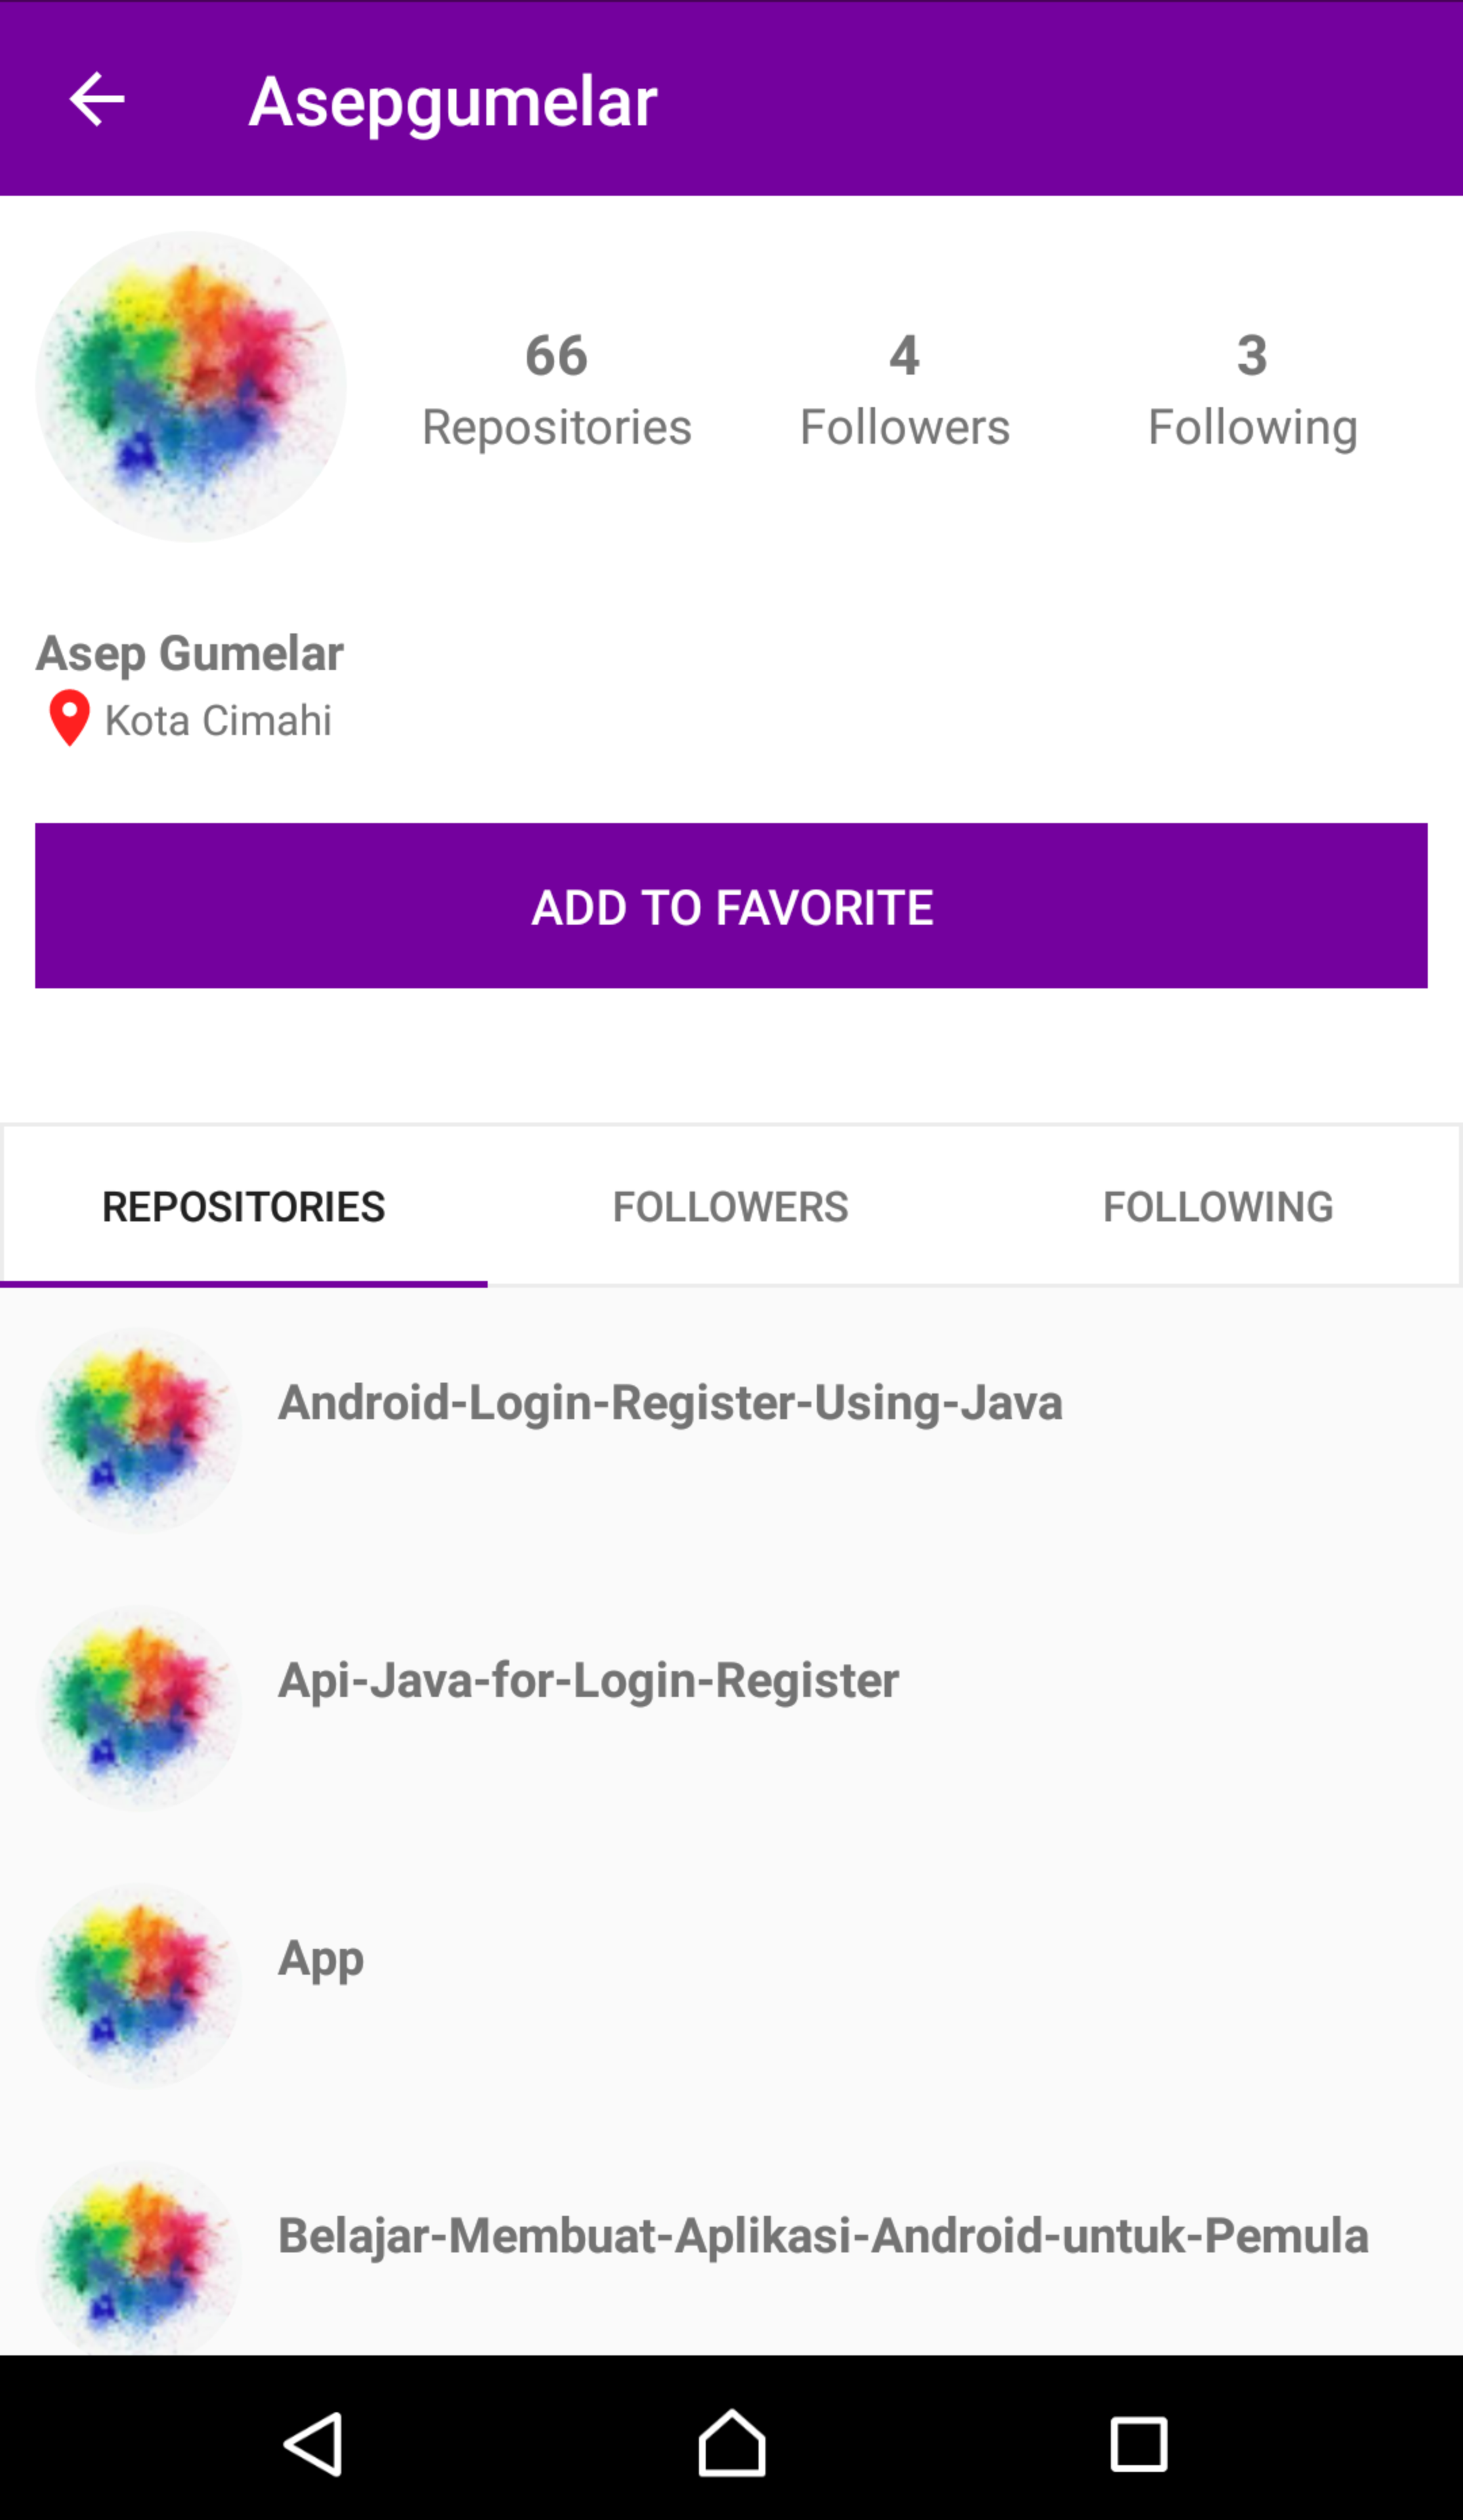 Asepgumelar
66 4 3
Repositories Followers Following
Asep Gumelar
Kota Cimahi
ADD TO FAVORITE
REPOSITORIES FOLLOWERS FOLLOWING
Android-Login-Register-Using-Java
Api-Java-for-Login-Register
App
Belajar-Membuat-Aplikasi-Android-untuk-Pemula